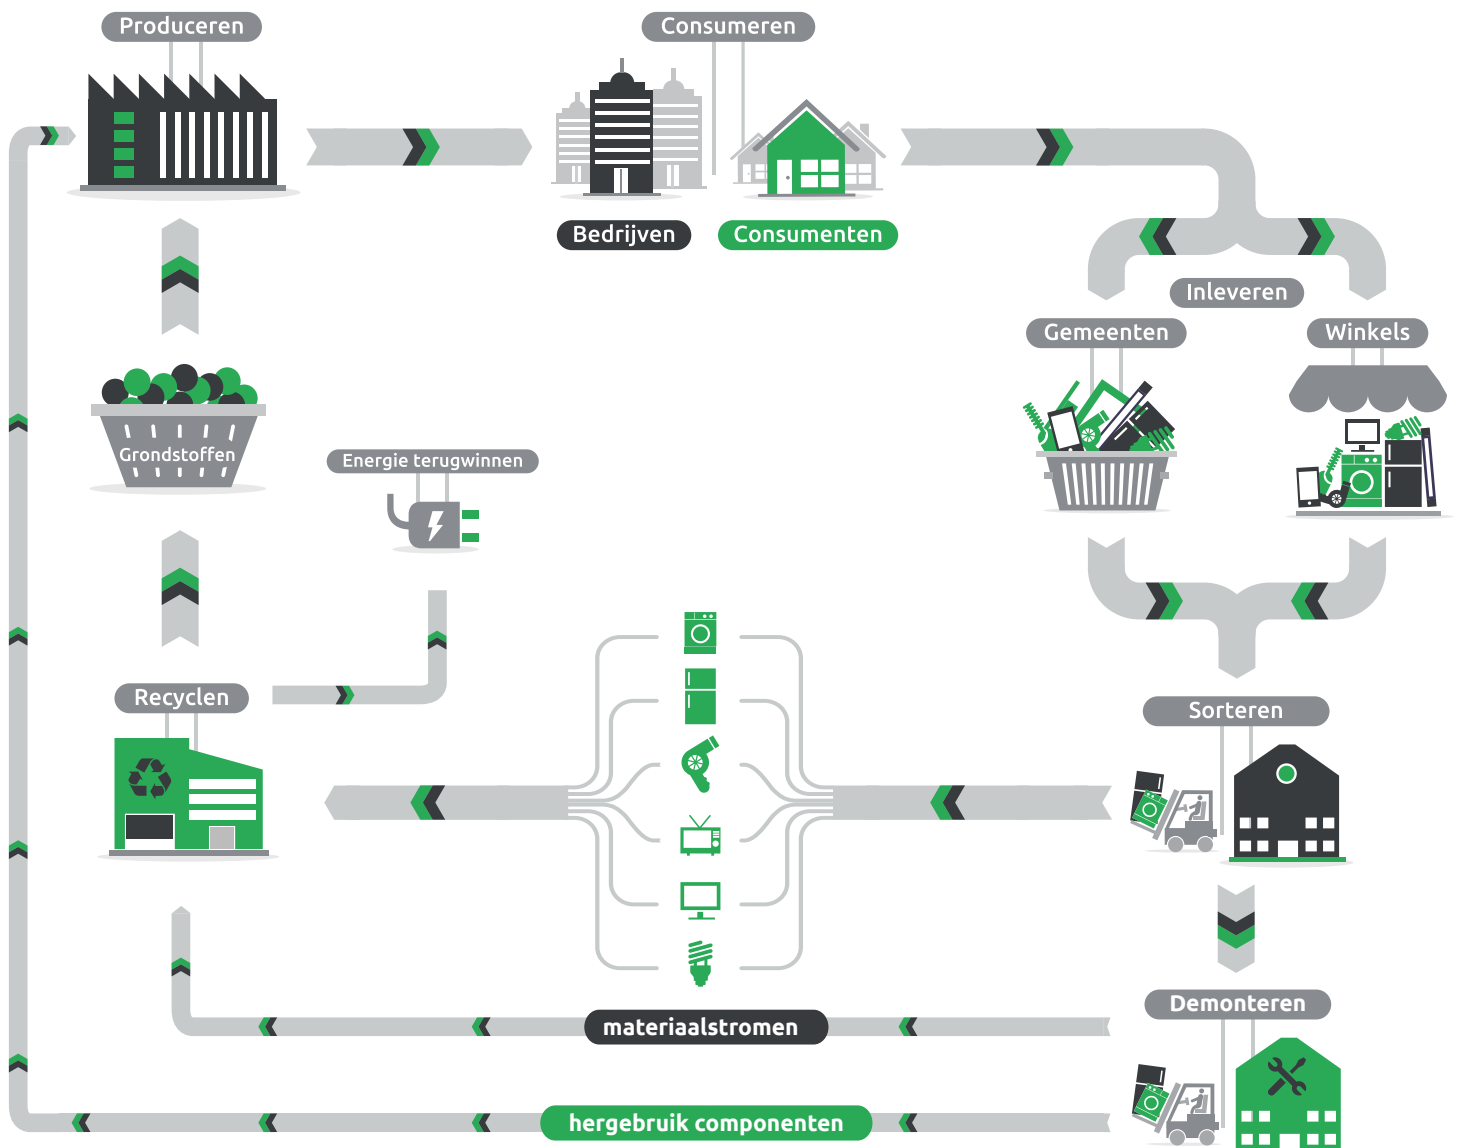 Produceren
Consumeren
Bedrijven
Consumenten
Inleveren
Gemeenten
Winkels
Grondstoffen
Energie terugwinnen
Recyclen
Sorteren
Demonteren
materiaalstromen
hergebruik componenten